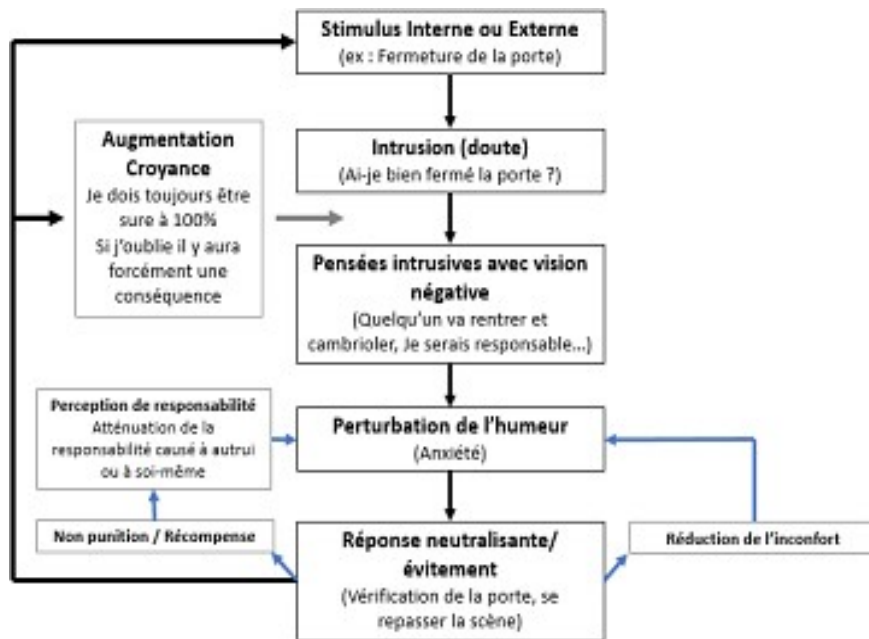 Stimulus Interne ou Externe
(ex : Fermeture de la porte)
Augmentation
Croyance
Je dois toujours être
sure à 100%
Si j'oublie il y aura
forcément une
conséquence
Intrusion (doute)
(Ai-je bien fermé la porte ?)
Pensées intrusives avec vision
négative
(Quelqu'un va rentrer et
cambrioler, Je serais responsable...)
Perception de responsabilité
Atténuation de la
responsabilité causé à autrui
ou à soi-même
Perturbation de l'humeur
(Anxiété)
Non punition / Récompense
Réponse neutralisante/
évitement
(Vérification de la porte, se
repasser la scène)
Réduction de l'inconfort